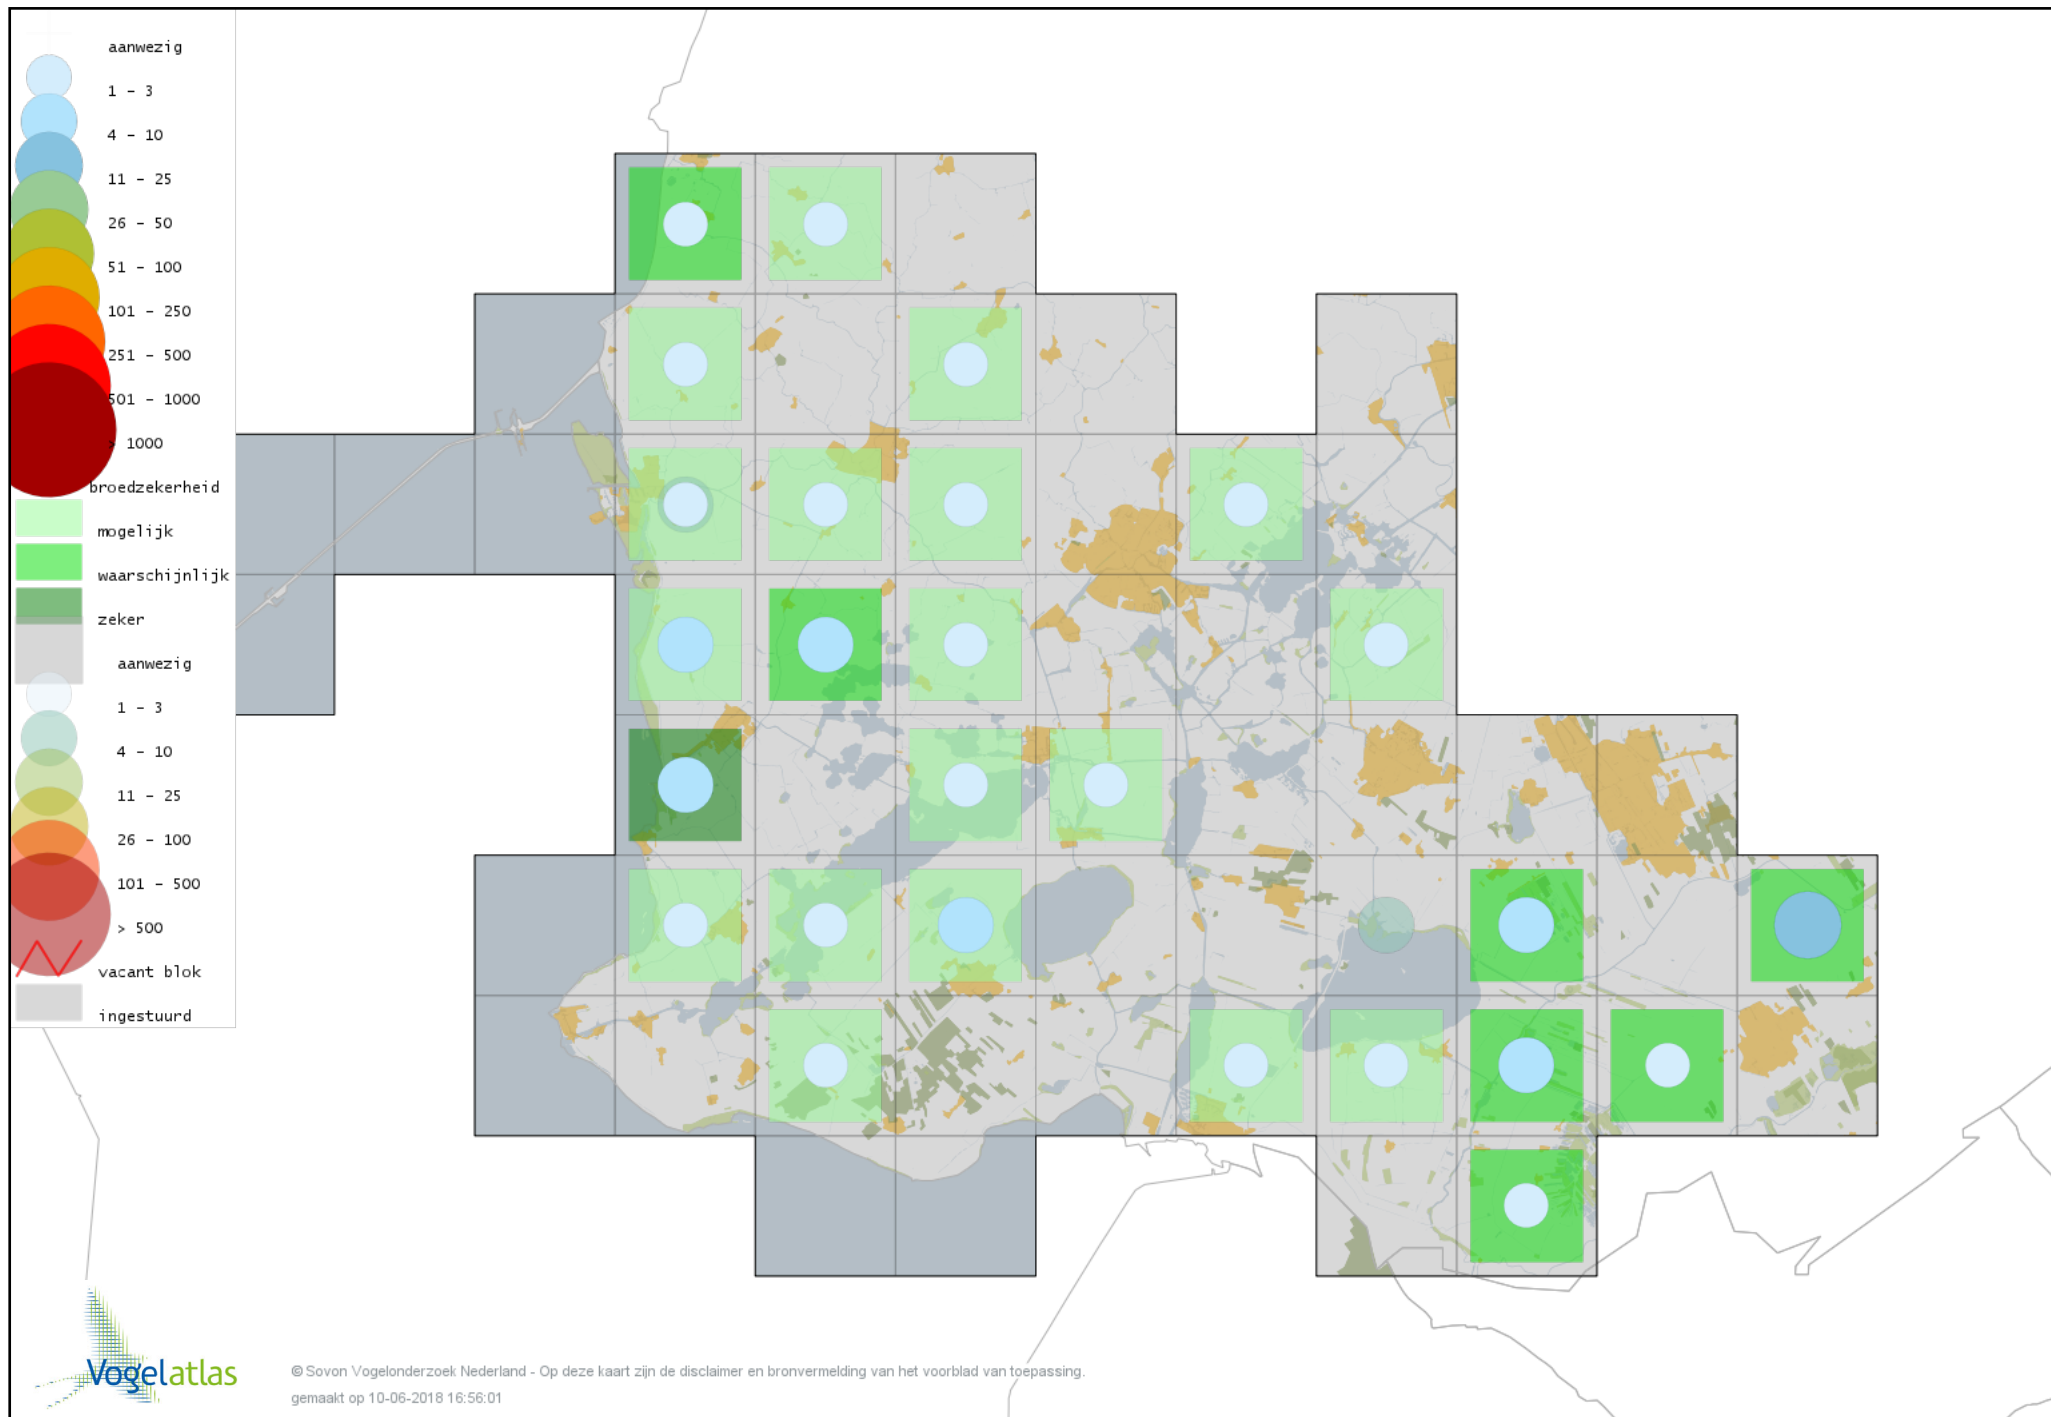 aanwezig
1 - 3
4 - 10
11 - 25
26 - 50
51 - 100
101 - 250
251 - 500
501 - 1000
> 1000
broedzekerheid
mogelijk
waarschijnlijk
zeker
aanwezig
1 - 3
4 - 10
11 - 25
26 - 100
101 - 500
> 500
vacant blok
ingestuurd
Vogelatlas
© Sovon Vogelonderzoek Nederland - Op deze kaart zijn de disclaimer en bronvermelding van het voorblad van toepassing.
gemaakt op 10-06-2018 16:56:01